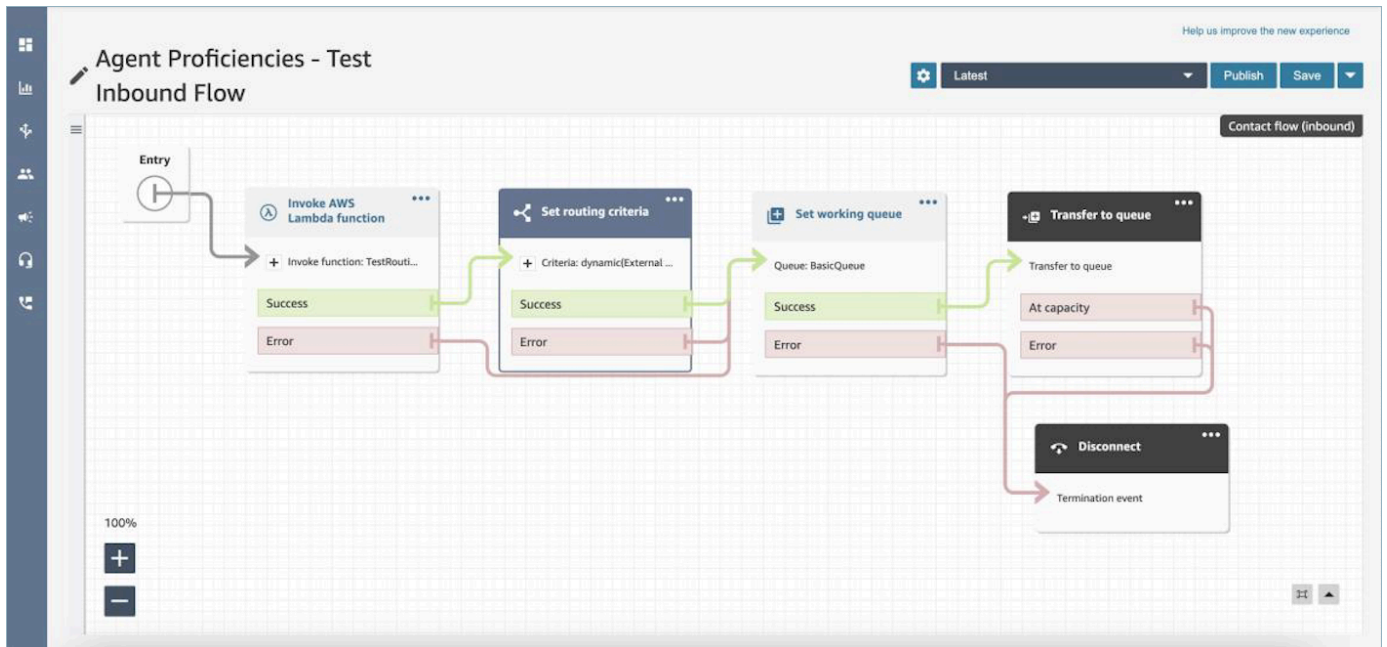 Help us improve the new experience
Agent Proficiencies - Test
Inbound Flow
Latest
Publish
Save
Contact flow (inbound)
Entry
Invoke AWS
Lambda function
Invoke function: TestRouti...
Success
Error
Set routing criteria
Criteria: dynamic(External ...
Success
Error
Set working queue
Queue: BasicQueue
Success
Error
Transfer to queue
Transfer to queue
At capacity
Error
Disconnect
Termination event
100%